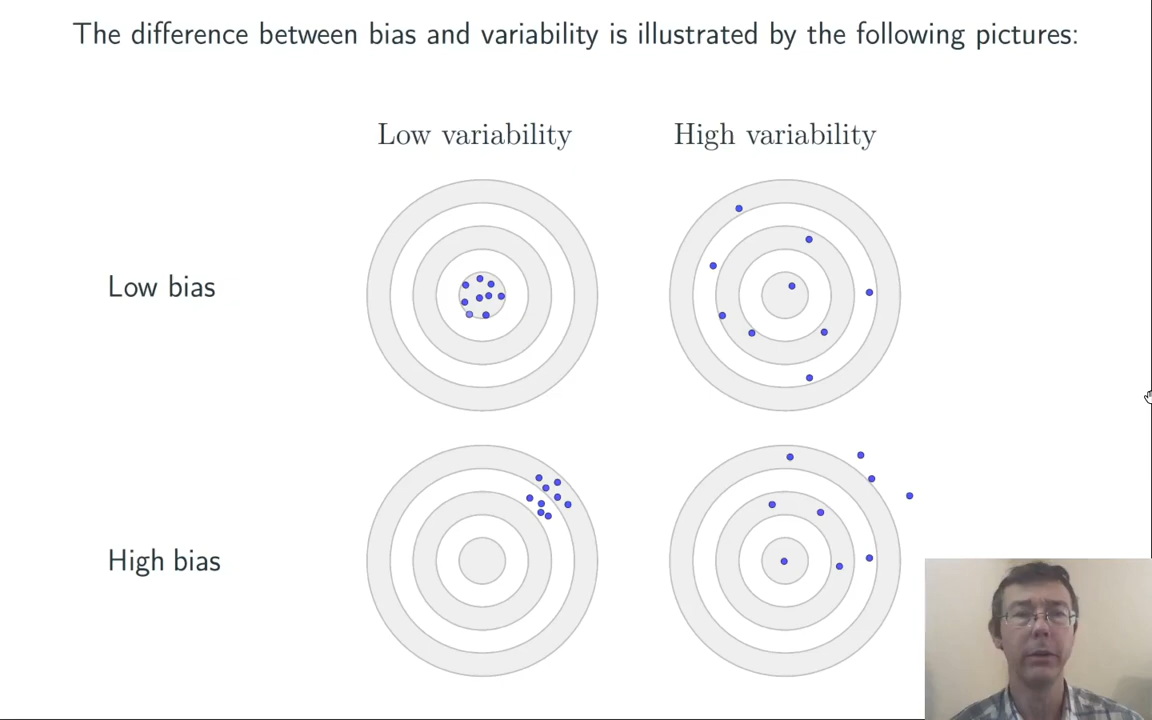 The difference between bias and variability is illustrated by the following pictures:
Low variability
High variability
Low bias
High bias